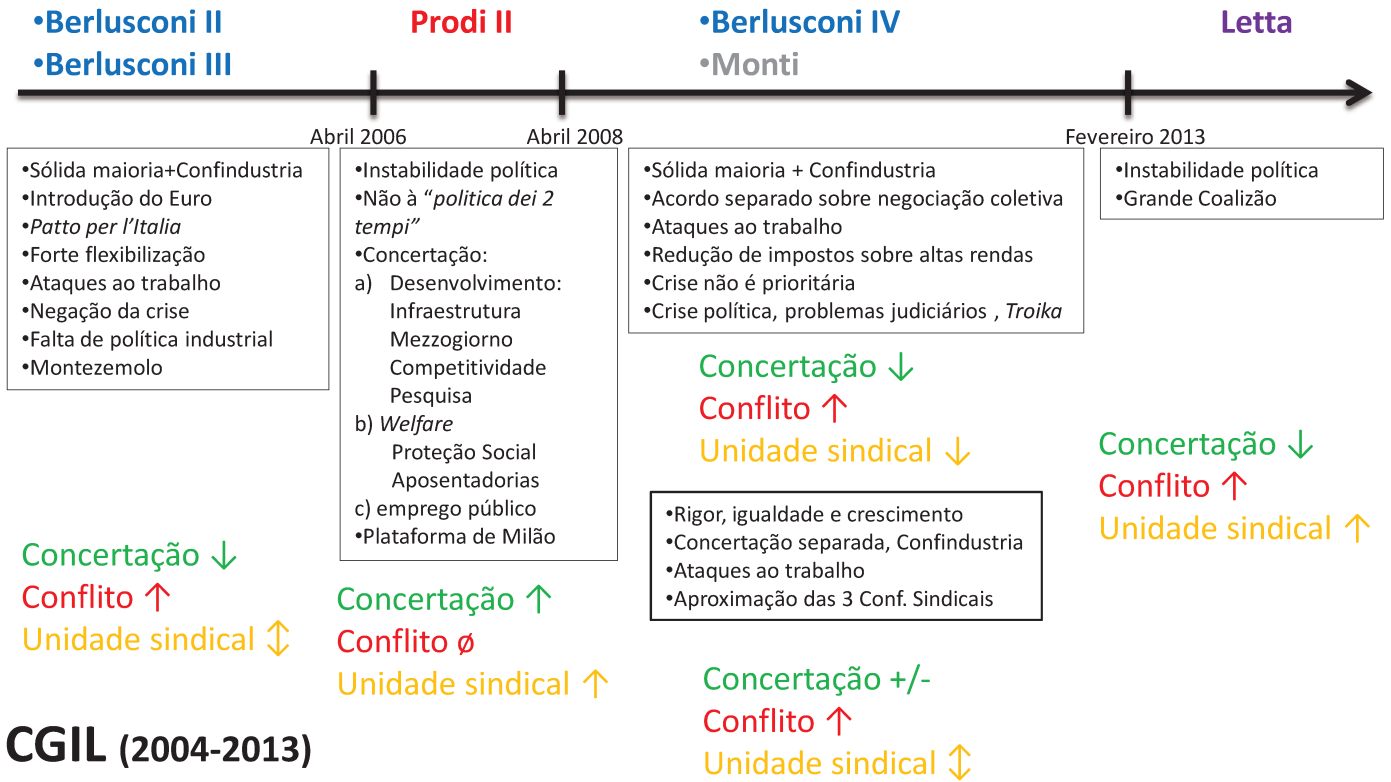 •Berlusconi II
•Berlusconi III
Prodi II
•Berlusconi IV
•Monti
Letta
Abril 2006
Abril 2008
Fevereiro 2013
•Sólida maioria+Confindustria
•Introdução do Euro
•Patto per l’Italia
•Forte flexibilização
•Ataques ao trabalho
•Negação da crise
•Falta de política industrial
•Montezemolo
Concertação ↓
Conflito ↑
Unidade sindical ↕
•Instabilidade política
•Não à “politica dei 2
tempi”
•Concertação:
a) Desenvolvimento:
Infraestrutura
Mezzogiorno
Competitividade
Pesquisa
b) Welfare
Proteção Social
Aposentadorias
c) emprego público
•Plataforma de Milão
Concertação ↑
Conflito ø
Unidade sindical ↑
•Sólida maioria + Confindustria
•Acordo separado sobre negociação coletiva
•Ataques ao trabalho
•Redução de impostos sobre altas rendas
•Crise não é prioritária
•Crise política, problemas judiciários , Troika
Concertação ↓
Conflito ↑
Unidade sindical ↓
•Rigor, igualdade e crescimento
•Concertação separada, Confindustria
•Ataques ao trabalho
•Aproximação das 3 Conf. Sindicais
Concertação +/-
Conflito ↑
Unidade sindical ↕
•Instabilidade política
•Grande Coalizão
Concertação ↓
Conflito ↑
Unidade sindical ↑
CGIL (2004-2013)